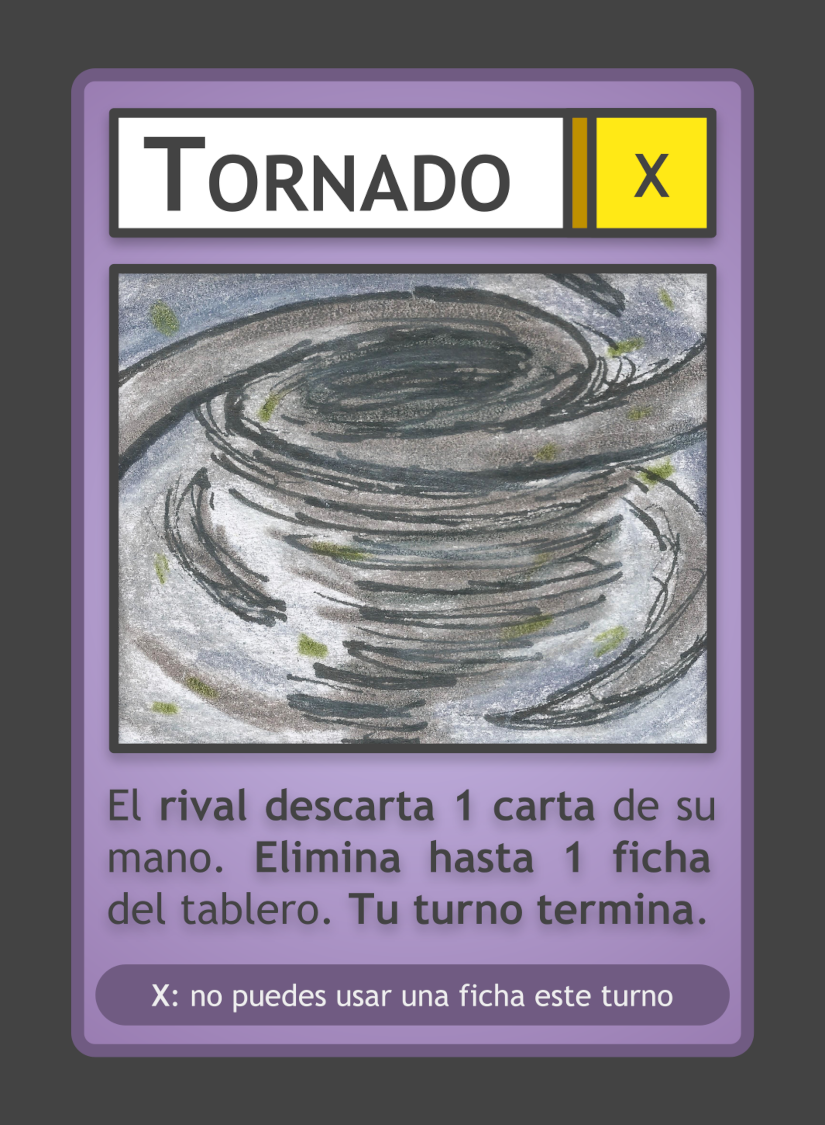 TORNADO X
El rival descarta 1 carta de su
mano. Elimina hasta 1 ficha
del tablero. Tu turno termina.
X: no puedes usar una ficha este turno